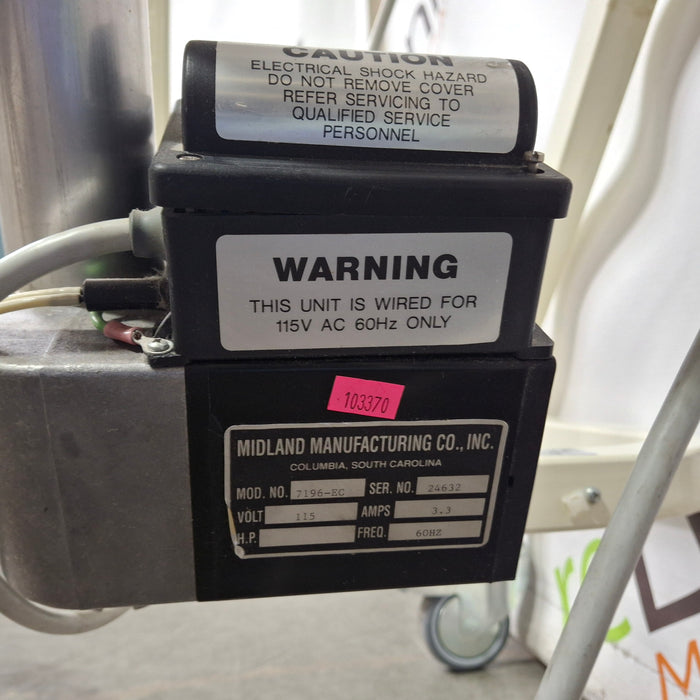 CAUTION
ELECTRICAL SHOCK HAZARD
DO NOT REMOVE COVER
REFER SERVICING TO
QUALIFIED SERVICE
PERSONNEL
WARNING
THIS UNIT IS WIRED FOR
115V AC 60Hz ONLY
103370
MIDLAND MANUFACTURING CO., INC.
COLUMBIA, SOUTH CAROLINA
MOD. NO. 7196-EC SER. NO. 24632
VOLT 115 AMPS 3.3
H.P. FREQ. 60HZ